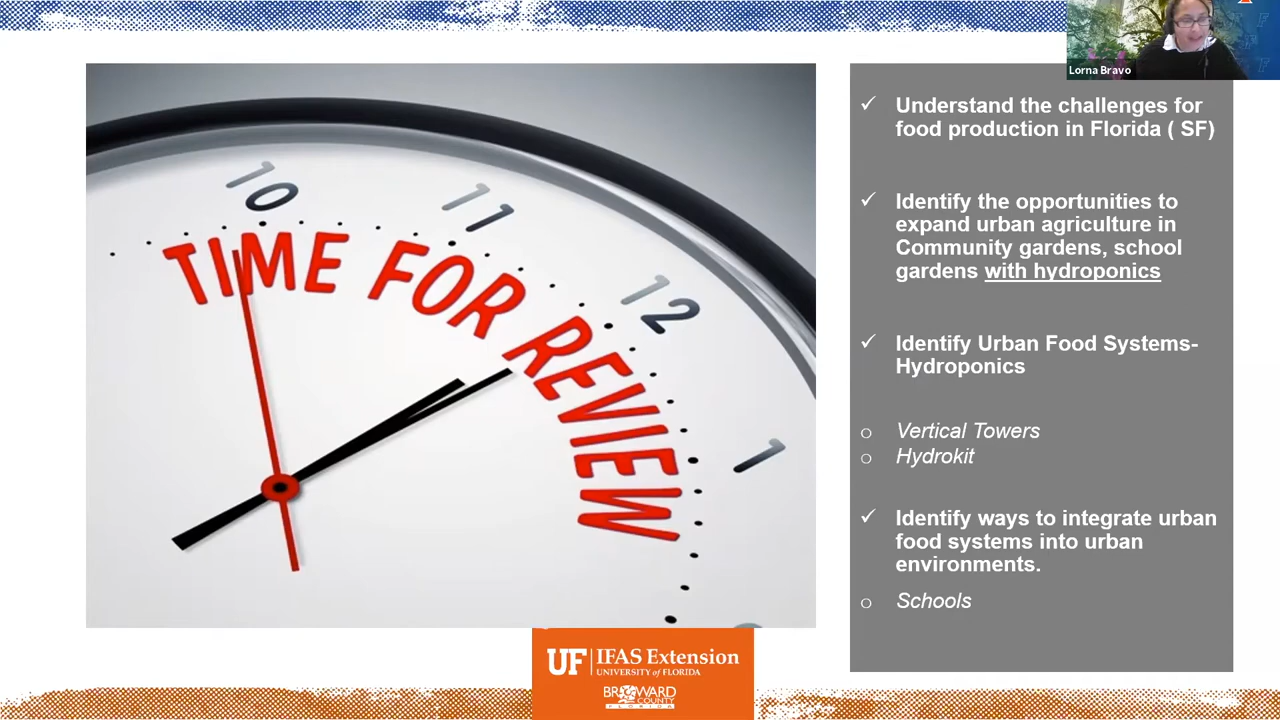 Lorna Bravo
10
11
12
1
TIME FOR REVIEW
✓ Understand the challenges for
food production in Florida ( SF)
✓ Identify the opportunities to
expand urban agriculture in
Community gardens, school
gardens with hydroponics
✓ Identify Urban Food Systems-
Hydroponics
o Vertical Towers
o Hydrokit
✓ Identify ways to integrate urban
food systems into urban
environments.
o Schools
UF | IFAS Extension
UNIVERSITY of FLORIDA
BROWARD
COUNTY
FLORIDA